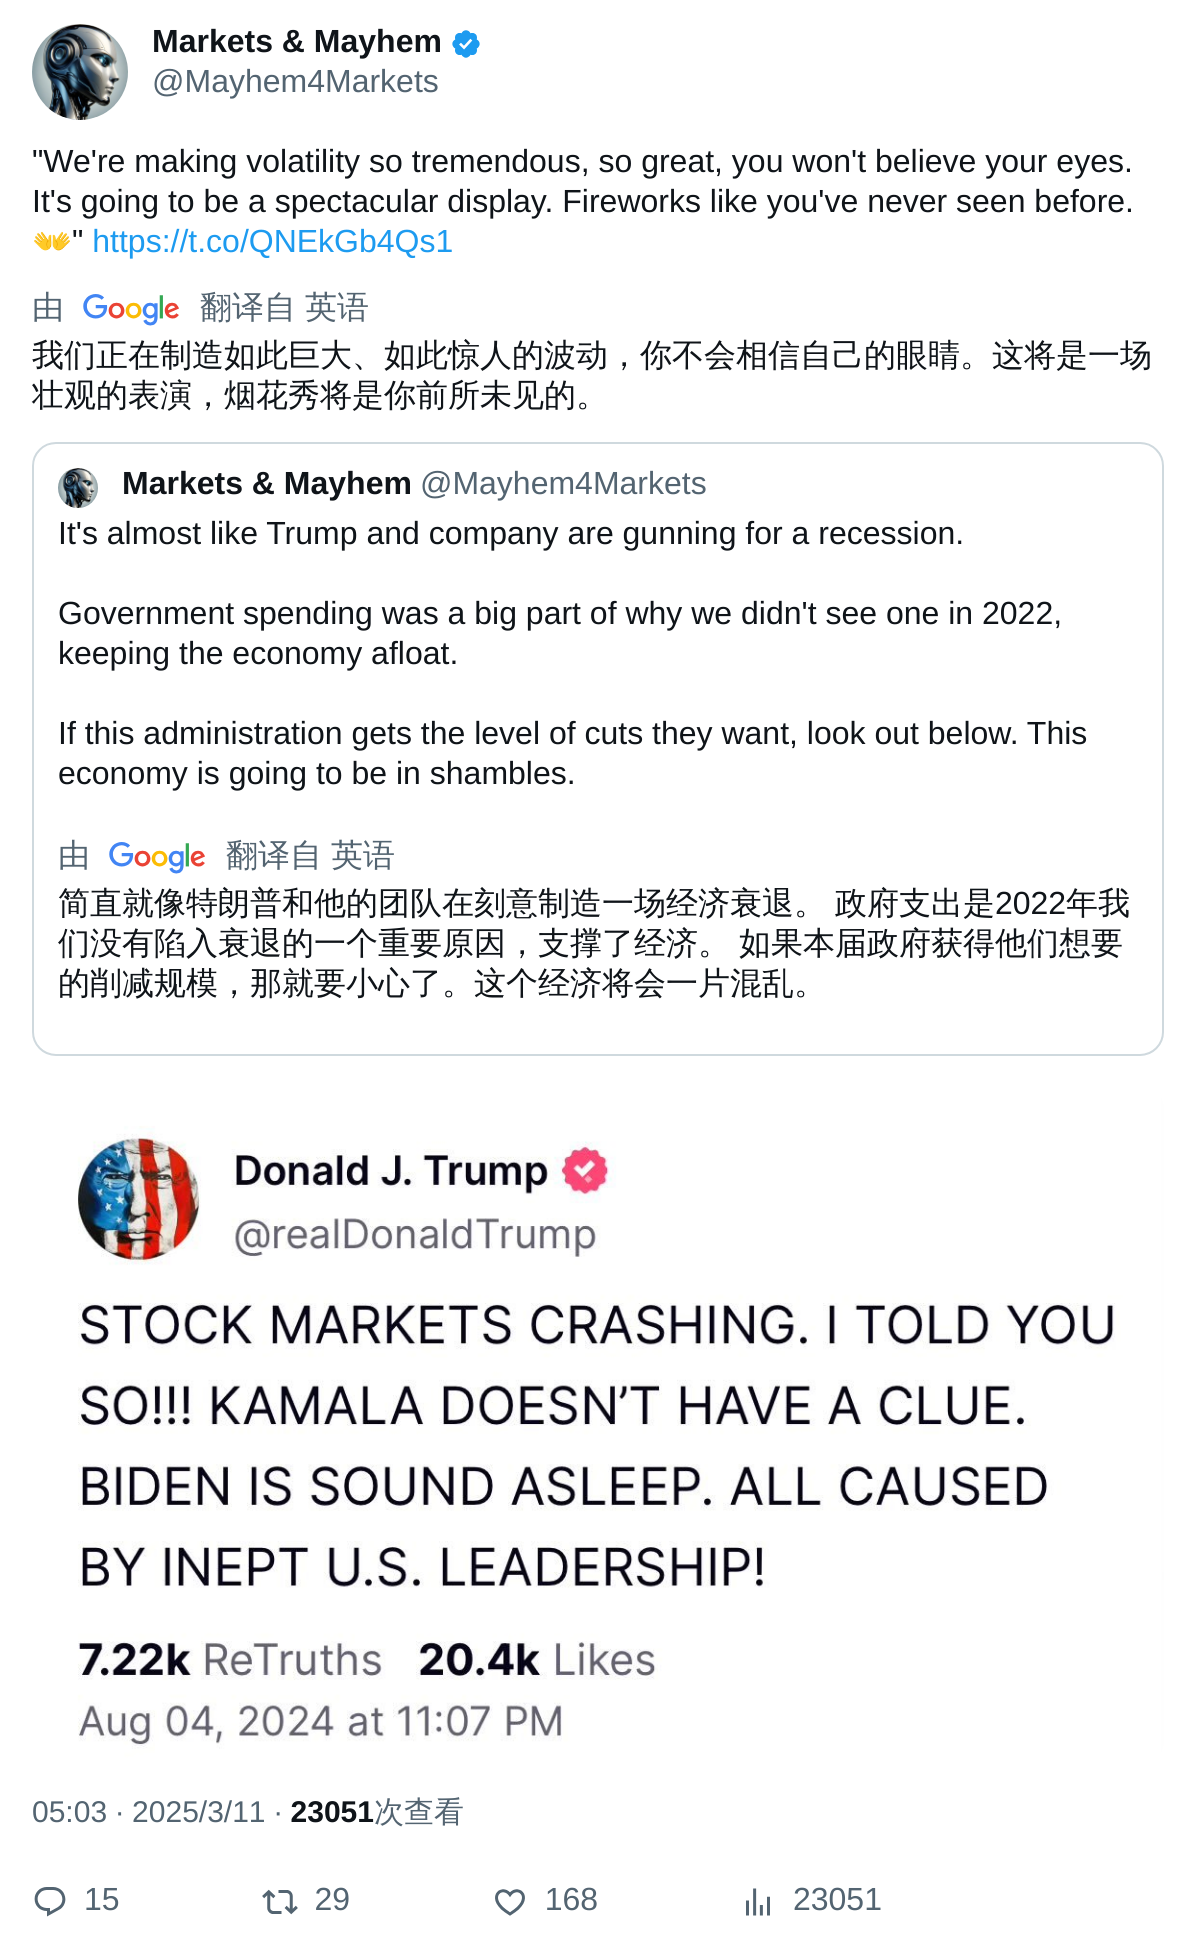 Markets & Mayhem
@Mayhem4Markets
"We're making volatility so tremendous, so great, you won't believe your eyes.
It's going to be a spectacular display. Fireworks like you've never seen before.
👐" https://t.co/QNEkGb4Qs1
由 Google 翻译自 英语
我们正在制造如此巨大、如此惊人的波动，你不会相信自己的眼睛。这将是一场
壮观的表演，烟花秀将是你前所未见的。
Markets & Mayhem @Mayhem4Markets
It's almost like Trump and company are gunning for a recession.
Government spending was a big part of why we didn't see one in 2022,
keeping the economy afloat.
If this administration gets the level of cuts they want, look out below. This
economy is going to be in shambles.
由 Google 翻译自 英语
简直就像特朗普和他的团队在刻意制造一场经济衰退。 政府支出是2022年我
们没有陷入衰退的一个重要原因，支撑了经济。 如果本届政府获得他们想要
的削减规模，那就要小心了。这个经济将会一片混乱。
Donald J. Trump
@realDonaldTrump
STOCK MARKETS CRASHING. I TOLD YOU
SO!!! KAMALA DOESN’T HAVE A CLUE.
BIDEN IS SOUND ASLEEP. ALL CAUSED
BY INEPT U.S. LEADERSHIP!
7.22k ReTruths 20.4k Likes
Aug 04, 2024 at 11:07 PM
05:03 · 2025/3/11 · 23051次查看
15 29 168 23051